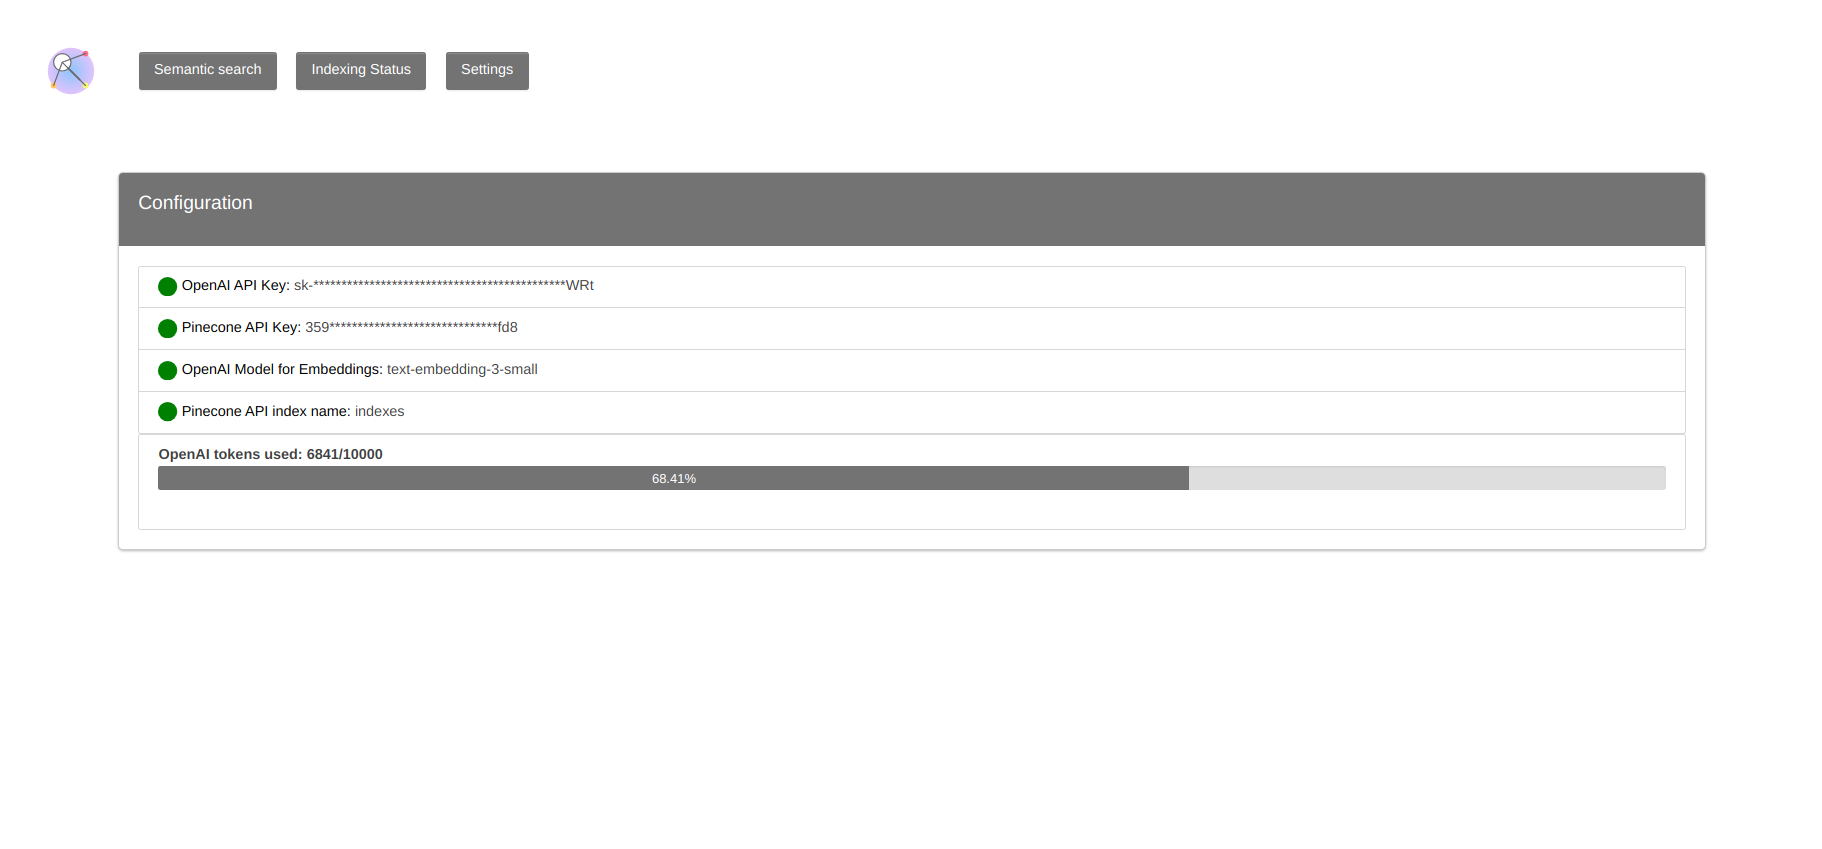 Semantic search
Indexing Status
Settings
Configuration
OpenAI API Key: sk-*********************************************WRt
Pinecone API Key: 359******************************fd8
OpenAI Model for Embeddings: text-embedding-3-small
Pinecone API index name: indexes
OpenAI tokens used: 6841/10000
68.41%